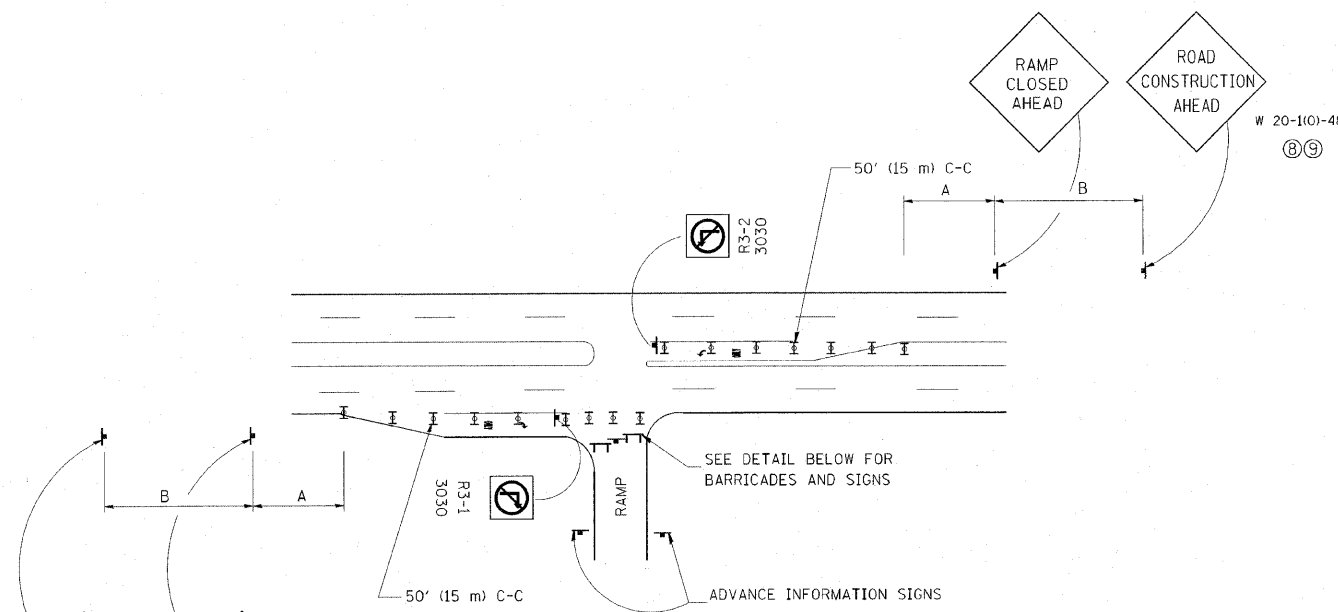 RAMP
CLOSED
AHEAD
ROAD
CONSTRUCTION
AHEAD
W 20-1(O)-48
⑧⑨
50' (15 m) C-C
A
B
R3-2
3030
SEE DETAIL BELOW FOR
BARRICADES AND SIGNS
B
A
R3-1
3030
RAMP
50' (15 m) C-C
ADVANCE INFORMATION SIGNS